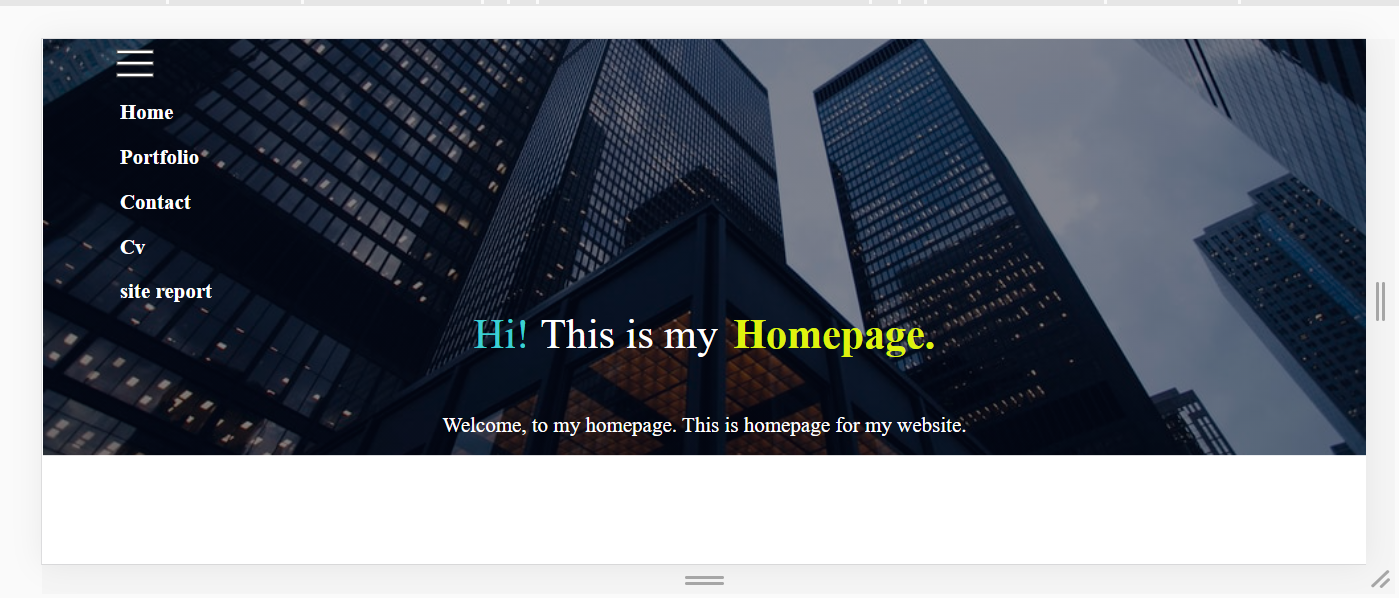 Home
Portfolio
Contact
Cv
site report
Hi! This is my Homepage.
Welcome, to my homepage. This is homepage for my website.